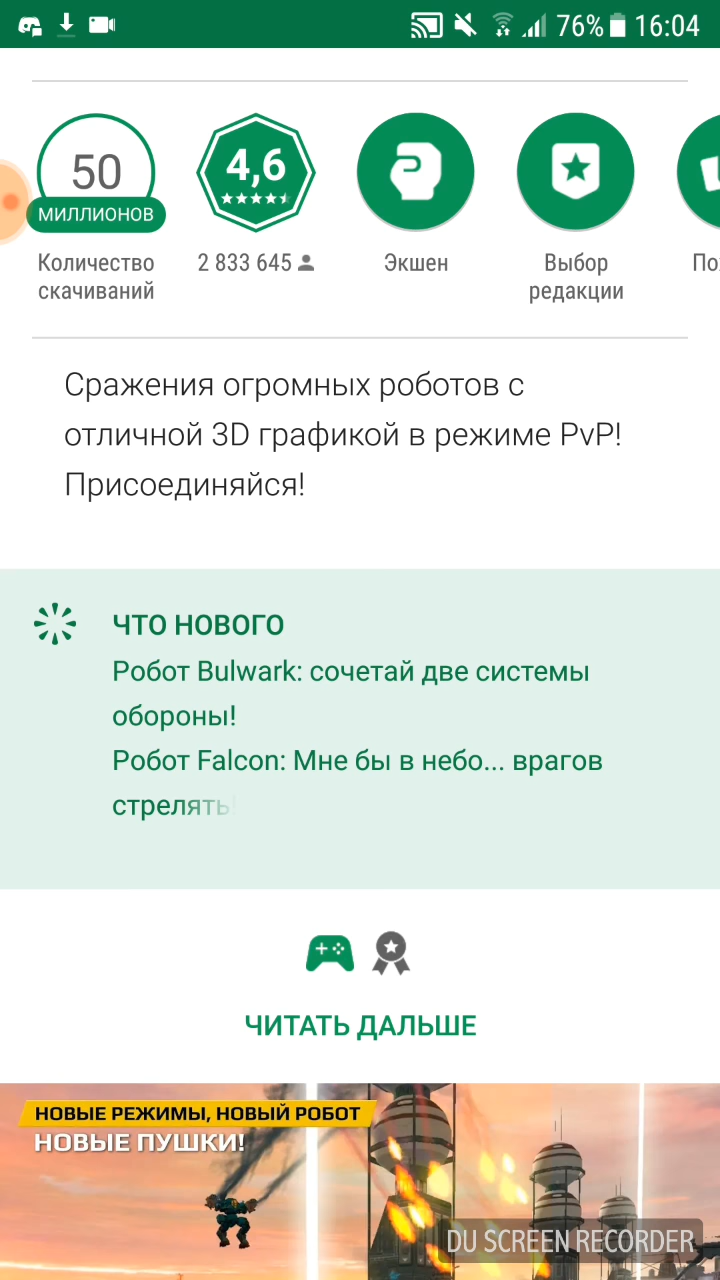 76% 16:04
50
МИЛЛИОНОВ
Количество
скачиваний
4,6
2 833 645
Экшен
Выбор
редакции
По
Сражения огромных роботов с
отличной 3D графикой в режиме PvP!
Присоединяйся!
ЧТО НОВОГО
Робот Bulwark: сочетай две системы
обороны!
Робот Falcon: Мне бы в небо... врагов
стрелять!
ЧИТАТЬ ДАЛЬШЕ
НОВЫЕ РЕЖИМЫ, НОВЫЙ РОБОТ
НОВЫЕ ПУШКИ!
DU SCREEN RECORDER